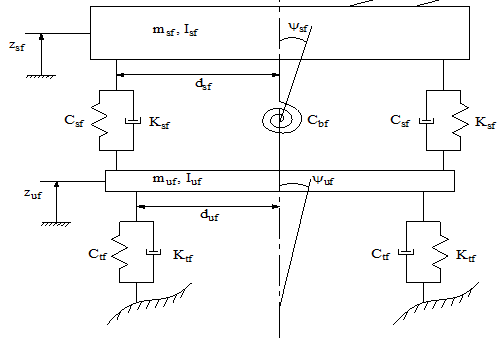 m_sf, I_sf
ψ_sf
z_sf
d_sf
C_sf K_sf C_bf C_sf K_sf
m_uf, I_uf
ψ_uf
z_uf
d_uf
C_tf K_tf C_tf K_tf